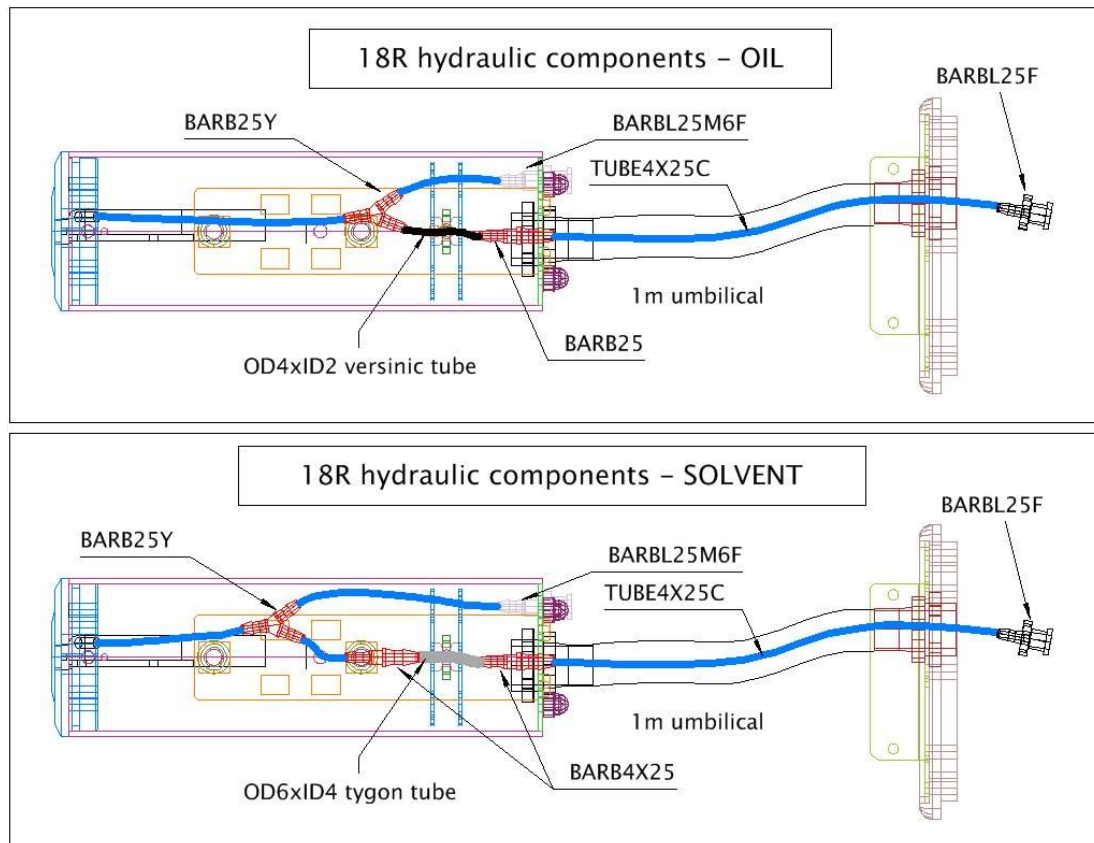 18R hydraulic components – OIL
BARBL25F
BARB25Y
BARBL25M6F
TUBE4X25C
1m umbilical
BARB25
OD4xID2 versinic tube
18R hydraulic components – SOLVENT
BARBL25F
BARB25Y
BARBL25M6F
TUBE4X25C
1m umbilical
BARB4X25
OD6xID4 tygon tube